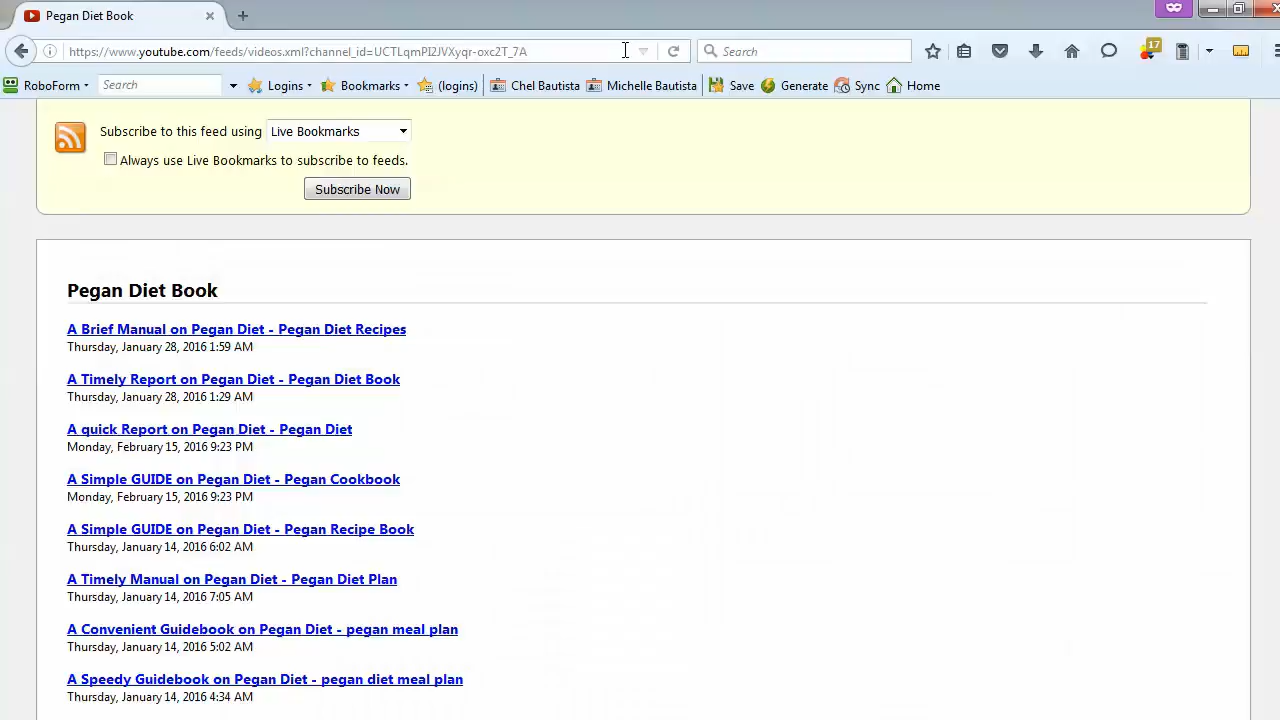 Pegan Diet Book
https://www.youtube.com/feeds/videos.xml?channel_id=UCTLqmPI2JVXyqr-oxc2T_7A
Search
17
RoboForm
Search
Logins
Bookmarks
(logins)
Chel Bautista
Michelle Bautista
Save
Generate
Sync
Home
Subscribe to this feed using Live Bookmarks
Always use Live Bookmarks to subscribe to feeds.
Subscribe Now
Pegan Diet Book
A Brief Manual on Pegan Diet - Pegan Diet Recipes
Thursday, January 28, 2016 1:59 AM
A Timely Report on Pegan Diet - Pegan Diet Book
Thursday, January 28, 2016 1:29 AM
A quick Report on Pegan Diet - Pegan Diet
Monday, February 15, 2016 9:23 PM
A Simple GUIDE on Pegan Diet - Pegan Cookbook
Monday, February 15, 2016 9:23 PM
A Simple GUIDE on Pegan Diet - Pegan Recipe Book
Thursday, January 14, 2016 6:02 AM
A Timely Manual on Pegan Diet - Pegan Diet Plan
Thursday, January 14, 2016 7:05 AM
A Convenient Guidebook on Pegan Diet - pegan meal plan
Thursday, January 14, 2016 5:02 AM
A Speedy Guidebook on Pegan Diet - pegan diet meal plan
Thursday, January 14, 2016 4:34 AM